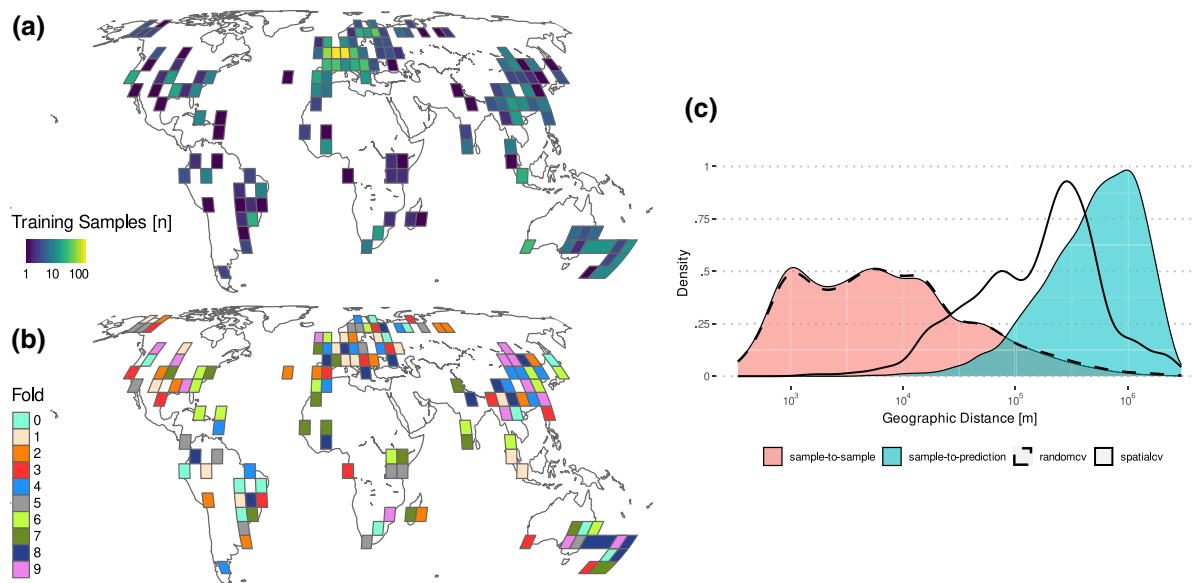 (a)
Training Samples [n]
1 10 100
(b)
Fold
0
1
2
3
4
5
6
7
8
9
(c)
1
.75
.5
.25
0
Density
10³ 10⁴ 10⁵ 10⁶
Geographic Distance [m]
sample-to-sample sample-to-prediction randomcv spatialcv